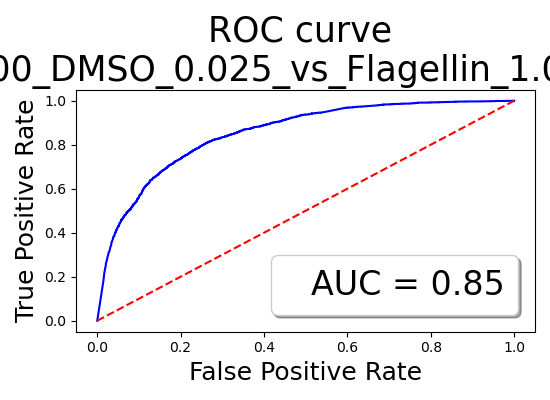 ROC curve
00_DMSO_0.025_vs_Flagellin_1.0
True Positive Rate
1.0
0.8
0.6
0.4
0.2
0.0
AUC = 0.85
0.0 0.2 0.4 0.6 0.8 1.0
False Positive Rate